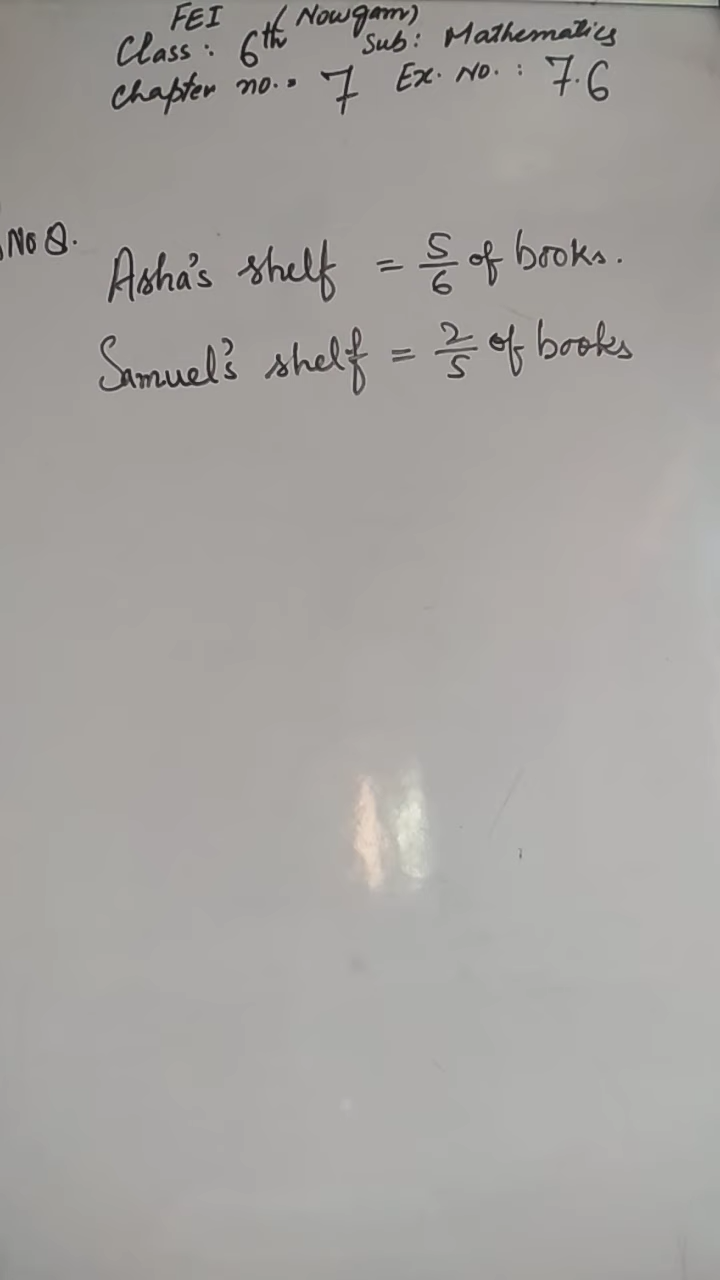 FEI (Nowgam)
Class: 6th Sub: Mathematics
Chapter no.: 7 Ex. No.: 7.6
No 8.
Asha's shelf = 5/6 of books.
Samuel's shelf = 2/5 of books